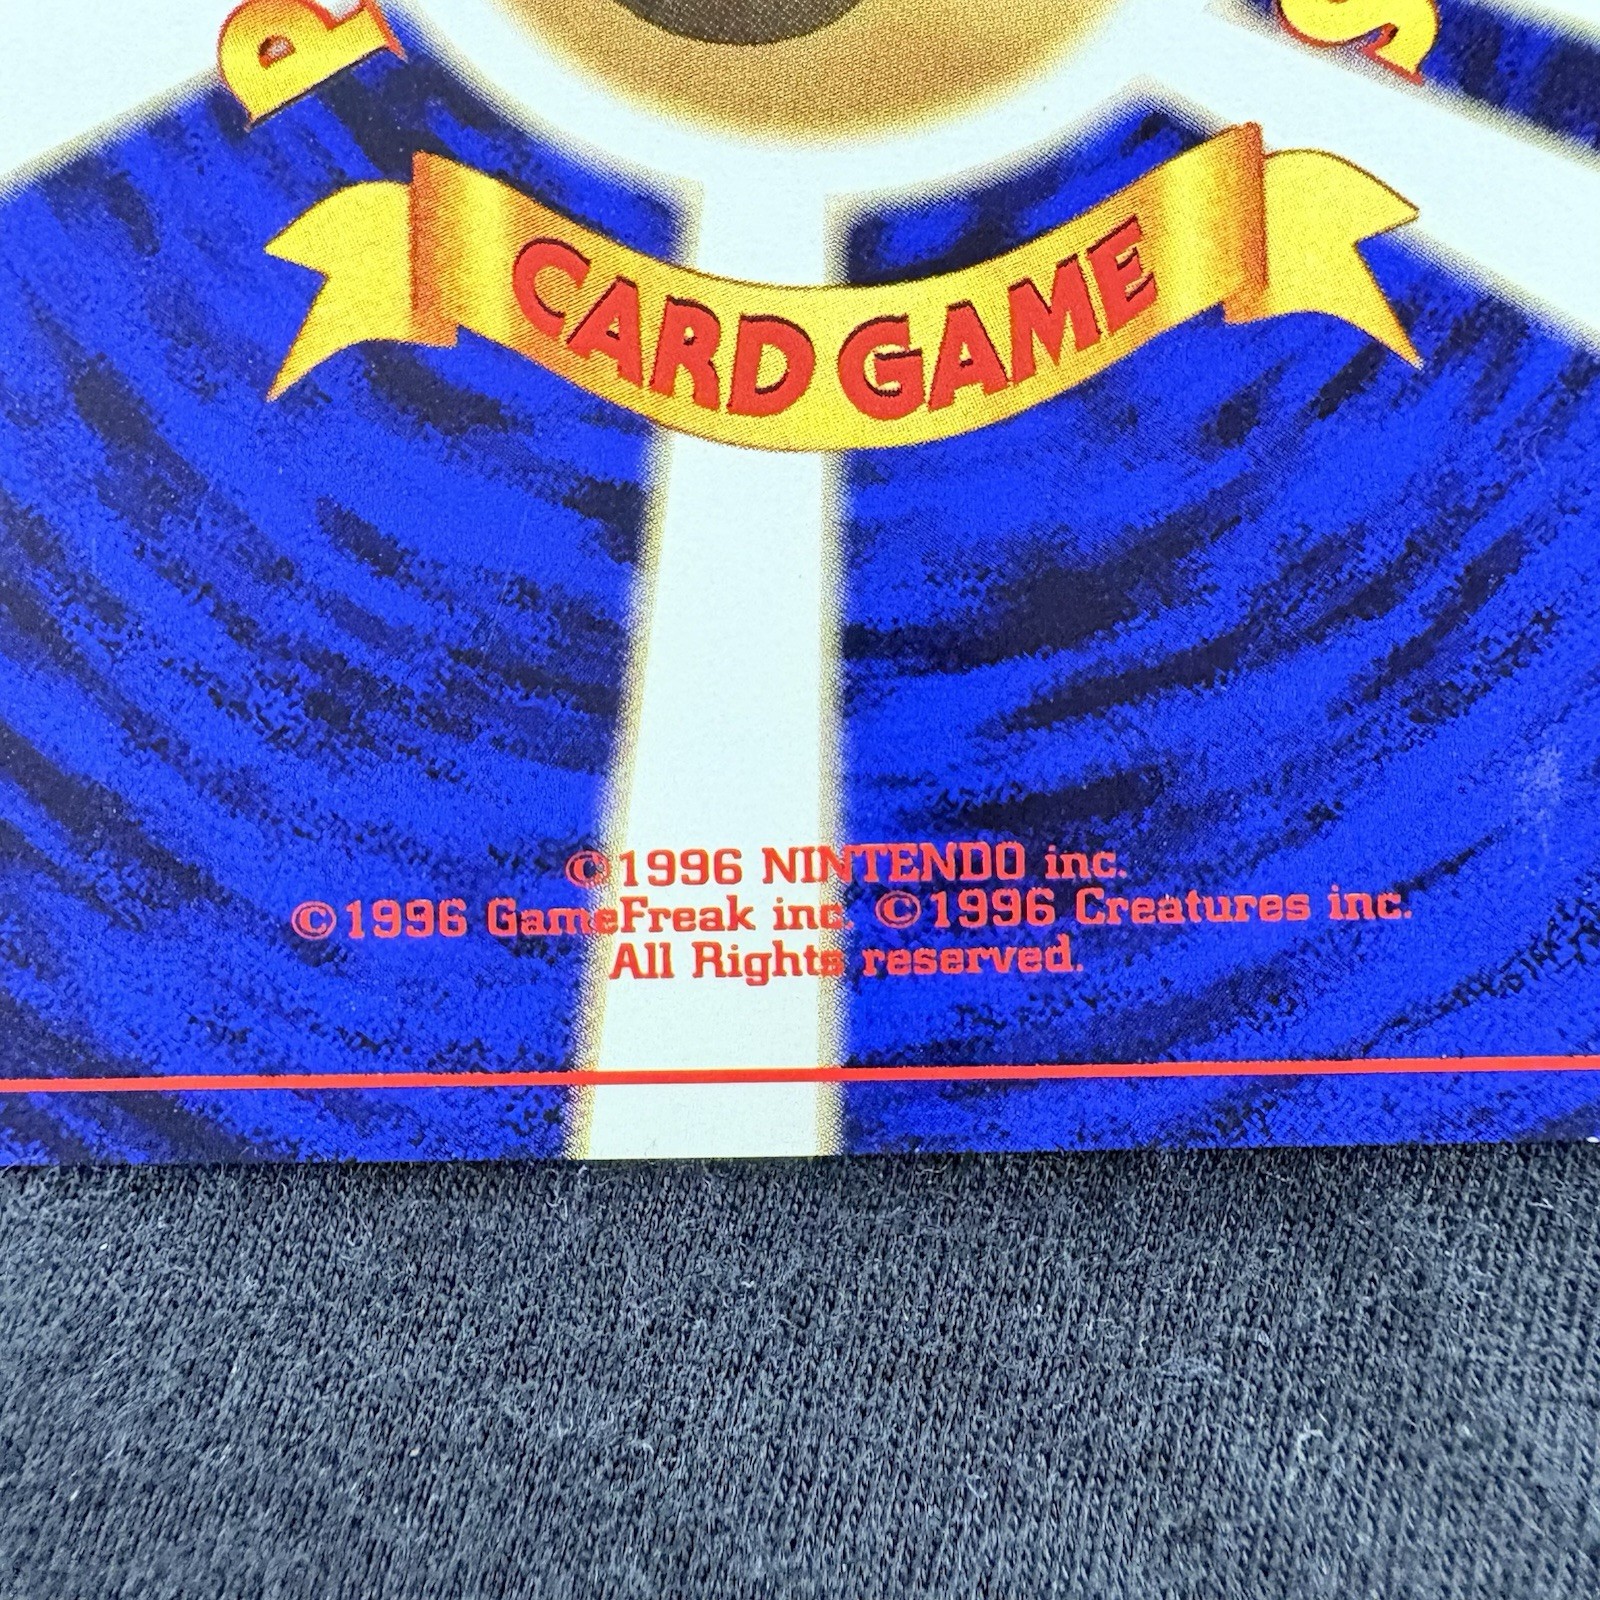 P S
CARD GAME
©1996 NINTENDO inc.
©1996 GameFreak inc. ©1996 Creatures inc.
All Rights reserved.